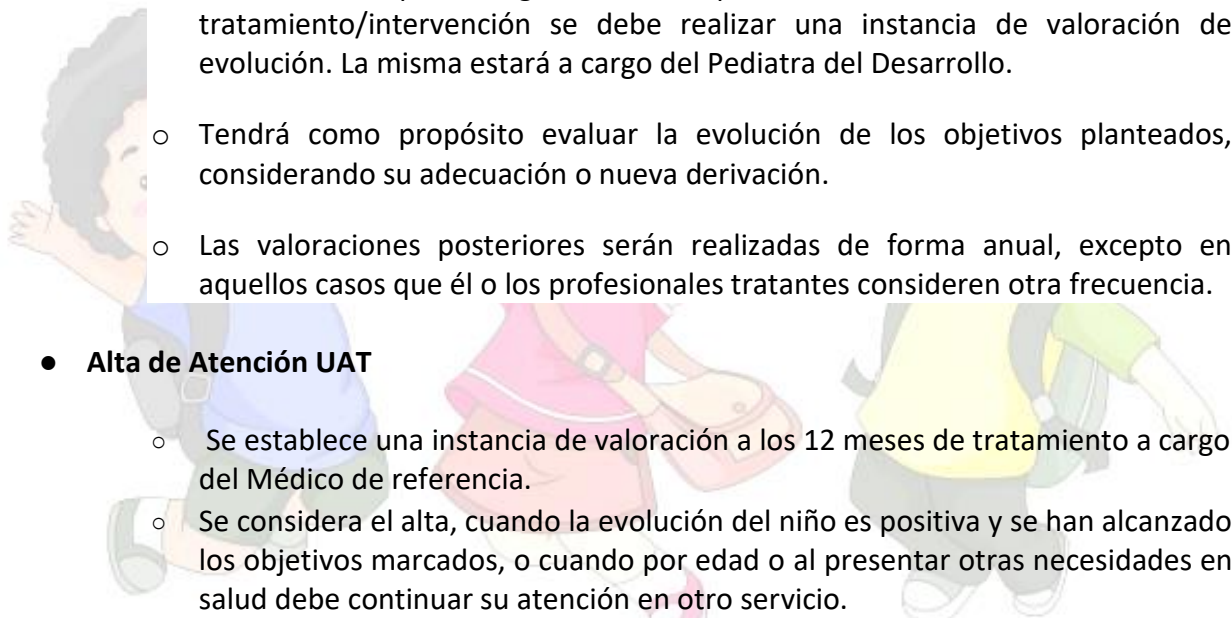 tratamiento/intervención se debe realizar una instancia de valoración de
evolución. La misma estará a cargo del Pediatra del Desarrollo.
○ Tendrá como propósito evaluar la evolución de los objetivos planteados,
considerando su adecuación o nueva derivación.
○ Las valoraciones posteriores serán realizadas de forma anual, excepto en
aquellos casos que él o los profesionales tratantes consideren otra frecuencia.
● Alta de Atención UAT
○ Se establece una instancia de valoración a los 12 meses de tratamiento a cargo
del Médico de referencia.
○ Se considera el alta, cuando la evolución del niño es positiva y se han alcanzado
los objetivos marcados, o cuando por edad o al presentar otras necesidades en
salud debe continuar su atención en otro servicio.